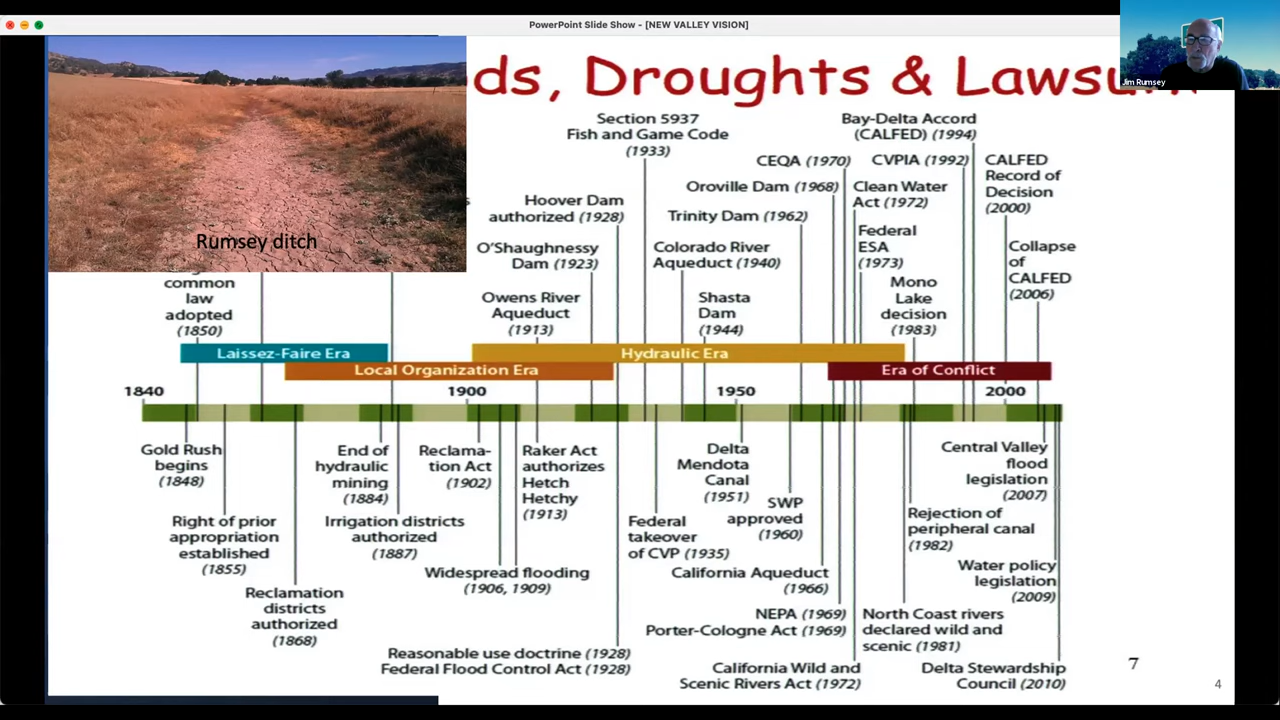 PowerPoint Slide Show - [NEW VALLEY VISION]
Jim Rumsey
ds, Droughts & Lawsu
Rumsey ditch
common
law
adopted
(1850)
Section 5937
Fish and Game Code
(1933)
Bay-Delta Accord
(CALFED) (1994)
CEQA (1970)
CVPIA (1992)
CALFED
Record of
Decision
(2000)
Oroville Dam (1968)
Clean Water
Act (1972)
Hoover Dam
authorized (1928)
Trinity Dam (1962)
Federal
ESA
(1973)
O'Shaughnessy
Dam (1923)
Colorado River
Aqueduct (1940)
Collapse
of
CALFED
(2006)
Owens River
Aqueduct
(1913)
Shasta
Dam
(1944)
Mono
Lake
decision
(1983)
Laissez-Faire Era
Hydraulic Era
Local Organization Era
Era of Conflict
1840
1900
1950
2000
Gold Rush
begins
(1848)
End of
hydraulic
mining
(1884)
Reclama-
tion Act
(1902)
Raker Act
authorizes
Hetch
Hetchy
(1913)
Delta
Mendota
Canal
(1951)
Central Valley
flood
legislation
(2007)
SWP
approved
(1960)
Right of prior
appropriation
established
(1855)
Irrigation districts
authorized
(1887)
Federal
takeover
of CVP (1935)
Rejection of
peripheral canal
(1982)
Widespread flooding
(1906, 1909)
California Aqueduct
(1966)
Water policy
legislation
(2009)
Reclamation
districts
authorized
(1868)
NEPA (1969)
Porter-Cologne Act (1969)
North Coast rivers
declared wild and
scenic (1981)
Reasonable use doctrine (1928)
Federal Flood Control Act (1928)
California Wild and
Scenic Rivers Act (1972)
Delta Stewardship
Council (2010)
7
4